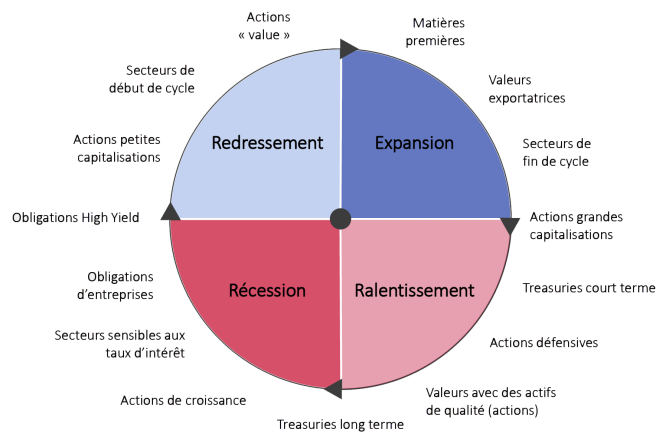 Actions
« value »
Matières
premières
Secteurs de
début de cycle
Valeurs
exportatrices
Actions petites
capitalisations
Redressement
Expansion
Secteurs de
fin de cycle
Obligations High Yield
Actions grandes
capitalisations
Obligations
d’entreprises
Récession
Ralentissement
Treasuries court terme
Secteurs sensibles aux
taux d’intérêt
Actions défensives
Actions de croissance
Valeurs avec des actifs
de qualité (actions)
Treasuries long terme